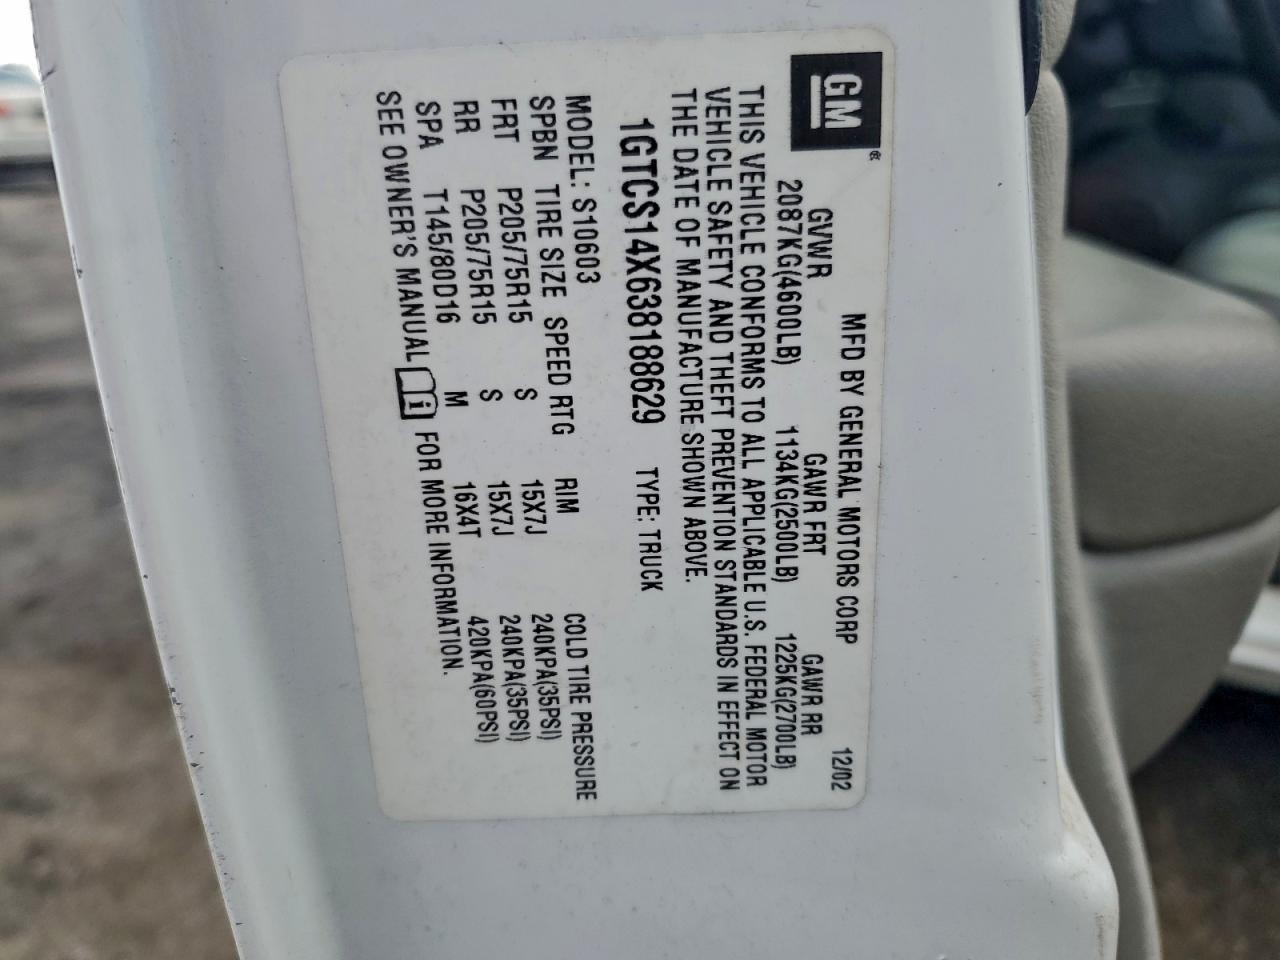 GM
®
MFD BY GENERAL MOTORS CORP 12/02
GVWR GAWR FRT GAWR RR
2087KG(4600LB) 1134KG(2500LB) 1225KG(2700LB)
THIS VEHICLE CONFORMS TO ALL APPLICABLE U.S. FEDERAL MOTOR
VEHICLE SAFETY AND THEFT PREVENTION STANDARDS IN EFFECT ON
THE DATE OF MANUFACTURE SHOWN ABOVE.
1GTCS14X638188629 TYPE: TRUCK
MODEL: S10603
SPBN TIRE SIZE SPEED RTG RIM COLD TIRE PRESSURE
FRT P205/75R15 S 15X7J 240KPA(35PSI)
RR P205/75R15 S 15X7J 240KPA(35PSI)
SPA T145/80D16 M 16X4T 420KPA(60PSI)
SEE OWNER'S MANUAL i FOR MORE INFORMATION.